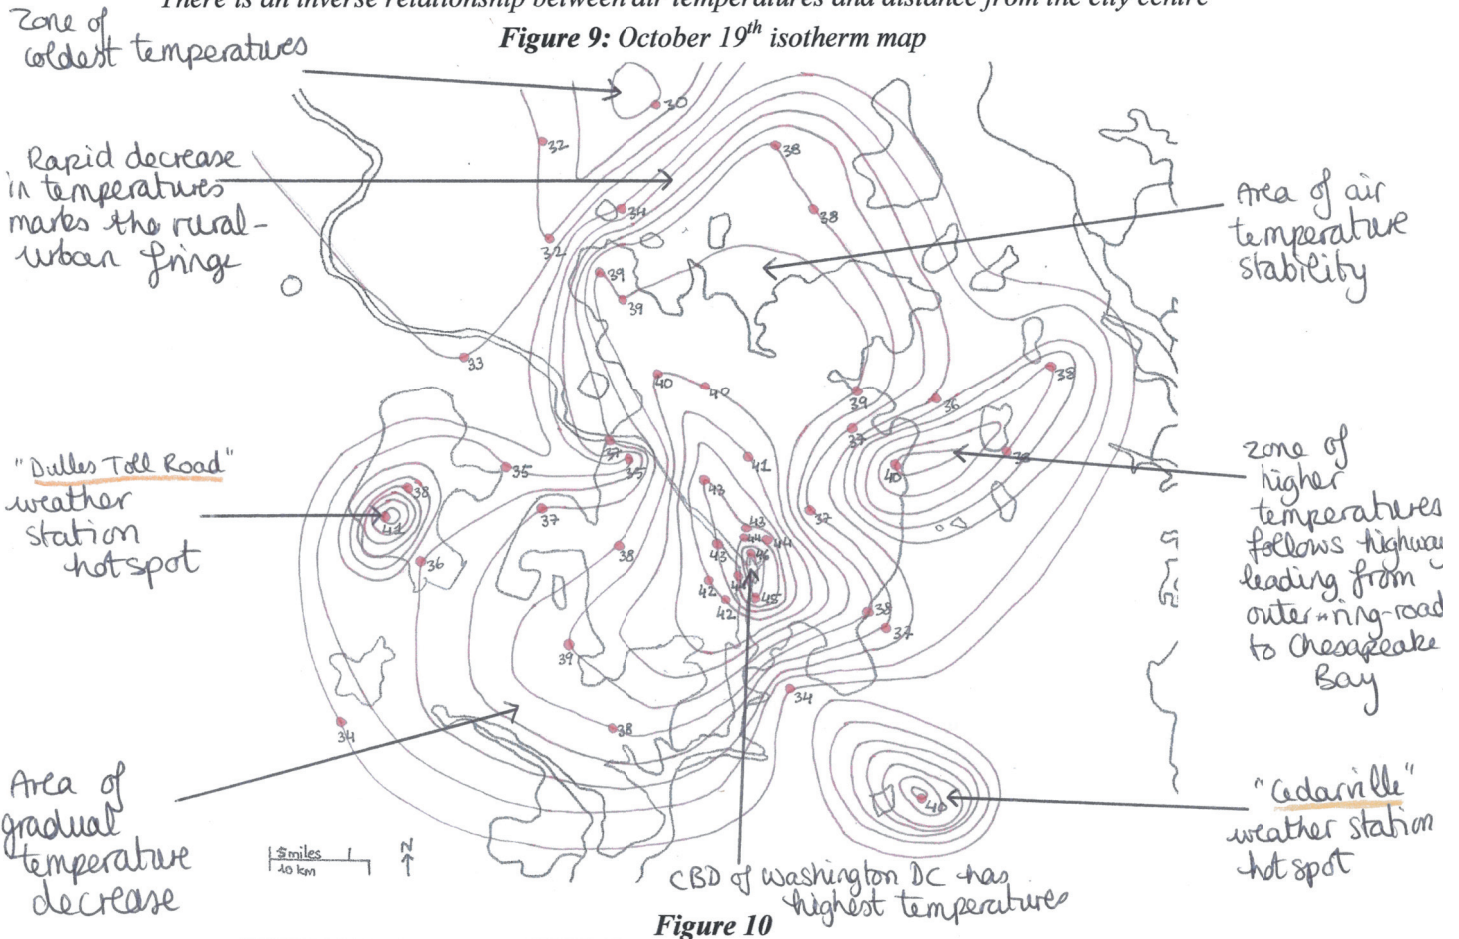 There is an inverse relationship between air temperatures and distance from the city centre
Figure 9: October 19th isotherm map
Zone of
coldest temperatures
30
32
Rapid decrease
in temperatures
marks the rural-
urban fringe
38
34
38
32
Area of air
temperature
stability
39
39
33
38
40
40
39
36
37
37
41
35
35
40
"Dulles Toll Road"
weather
station
hotspot
38
41
43
37
37
43
44
44
43
46
38
36
44
42
45
42
zone of
higher
temperatures
follows highway
leading from
outer-ring-road
to Chesapeake
Bay
38
37
39
34
38
34
Area of
gradual
temperature
decrease
40
"Cedarville"
weather station
hotspot
5 miles
10 km
N
CBD of Washington DC has
highest temperatures
Figure 10